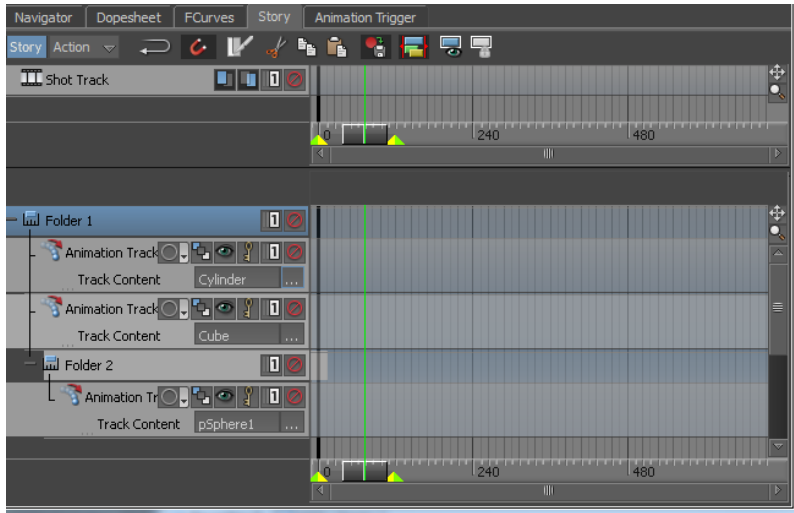 Navigator Dopesheet FCurves Story Animation Trigger
Story Action
Shot Track 1
0 240 480
Folder 1 1
Animation Track 1
Track Content Cylinder ...
Animation Track 1
Track Content Cube ...
Folder 2 1
Animation Tr 1
Track Content pSphere1 ...
0 240 480